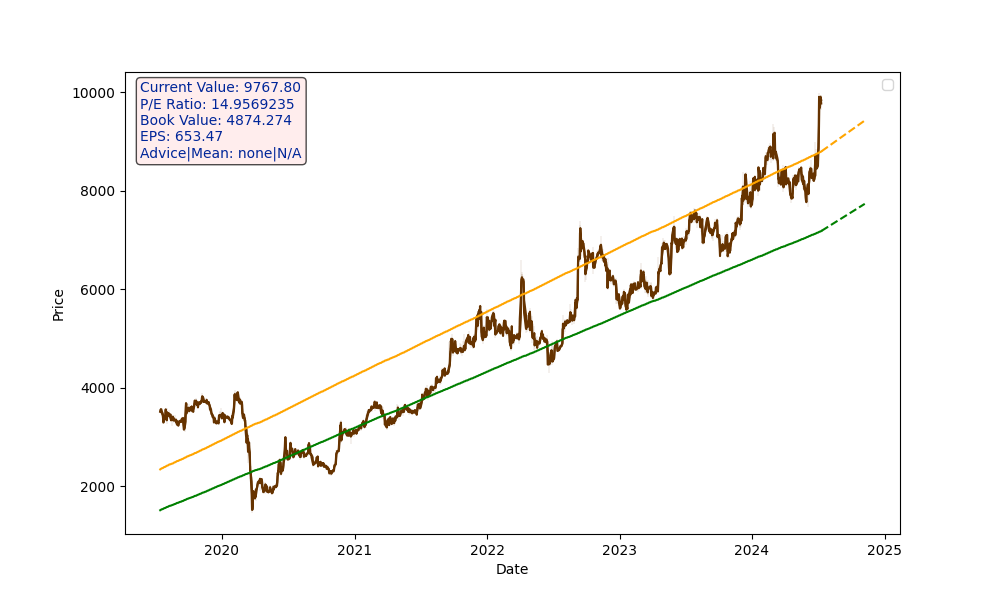 Current Value: 9767.80
P/E Ratio: 14.9569235
Book Value: 4874.274
EPS: 653.47
Advice|Mean: none|N/A
10000
8000
6000
4000
2000
Price
2020
2021
2022
2023
2024
2025
Date